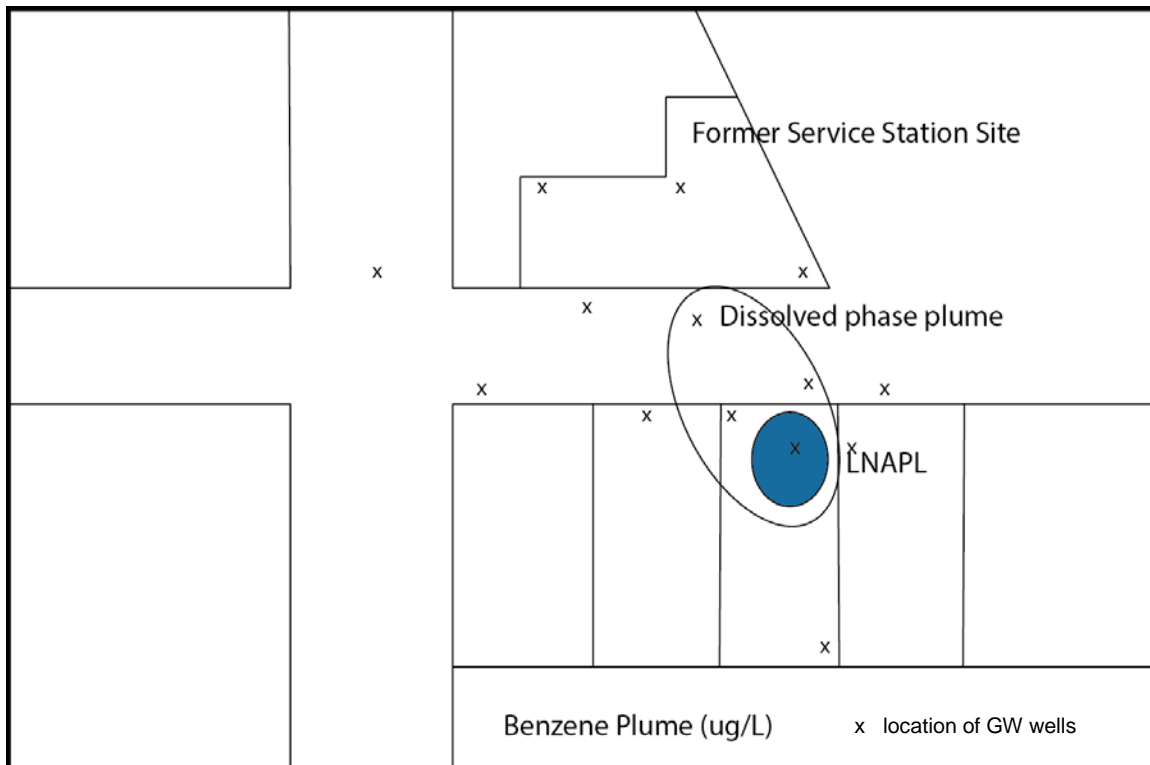 Former Service Station Site
x x
x x
x
x Dissolved phase plume
x x x
x x
x x
LNAPL
x
Benzene Plume (ug/L)
x location of GW wells